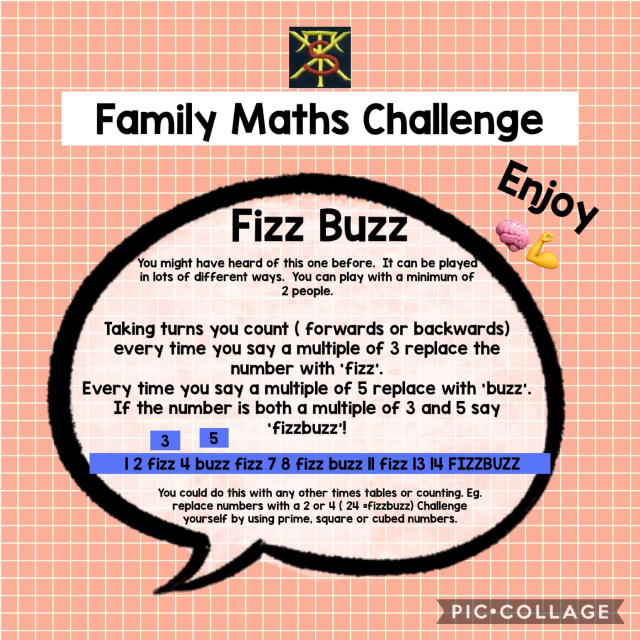 Family Maths Challenge
Enjoy
Fizz Buzz
You might have heard of this one before. It can be played
in lots of different ways. You can play with a minimum of
2 people.
Taking turns you count ( forwards or backwards)
every time you say a multiple of 3 replace the
number with 'fizz'.
Every time you say a multiple of 5 replace with 'buzz'.
If the number is both a multiple of 3 and 5 say
'fizzbuzz'!
3 5
1 2 fizz 4 buzz fizz 7 8 fizz buzz 11 fizz 13 14 FIZZBUZZ
You could do this with any other times tables or counting. Eg.
replace numbers with a 2 or 4 ( 24 =fizzbuzz) Challenge
yourself by using prime, square or cubed numbers.
PIC•COLLAGE